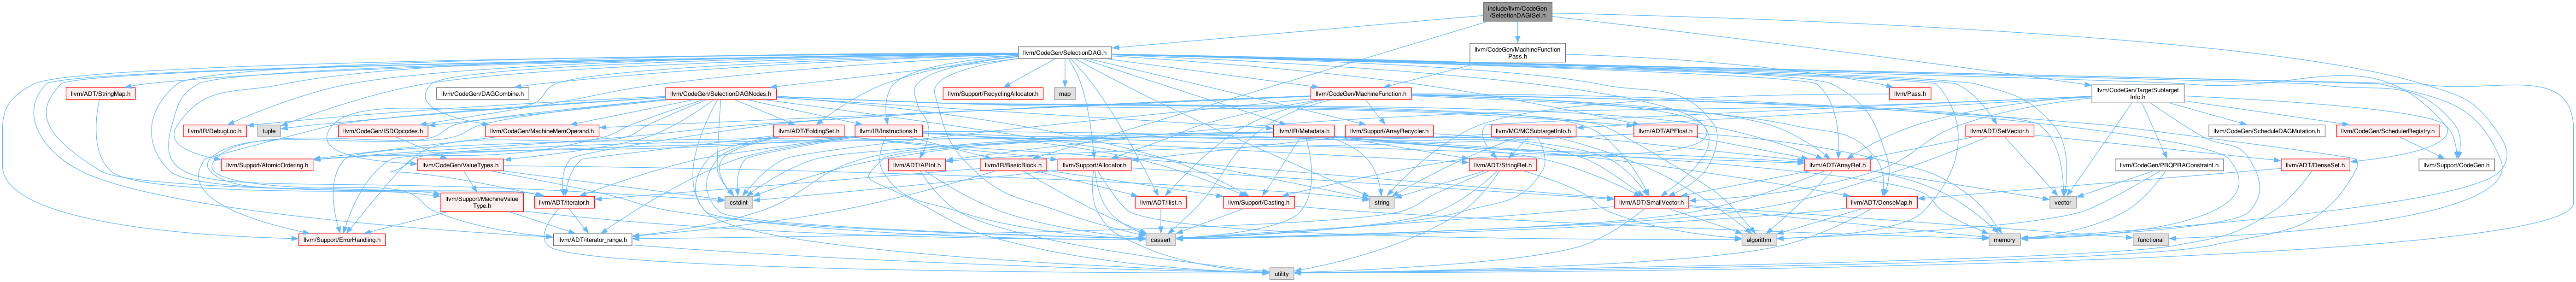 include/llvm/CodeGen
/SelectionDAGISel.h
llvm/CodeGen/SelectionDAG.h
llvm/CodeGen/MachineFunction
Pass.h
llvm/ADT/StringMap.h
llvm/CodeGen/DAGCombine.h
llvm/CodeGen/SelectionDAGNodes.h
llvm/Support/RecyclingAllocator.h
map
llvm/CodeGen/MachineFunction.h
llvm/Pass.h
llvm/CodeGen/TargetSubtarget
Info.h
llvm/IR/DebugLoc.h
tuple
llvm/CodeGen/ISDOpcodes.h
llvm/CodeGen/MachineMemOperand.h
llvm/ADT/FoldingSet.h
llvm/IR/Instructions.h
llvm/IR/Metadata.h
llvm/Support/ArrayRecycler.h
llvm/MC/MCSubtargetInfo.h
llvm/ADT/APFloat.h
llvm/ADT/SetVector.h
llvm/CodeGen/ScheduleDAGMutation.h
llvm/CodeGen/SchedulerRegistry.h
llvm/Support/AtomicOrdering.h
llvm/CodeGen/ValueTypes.h
llvm/ADT/APInt.h
llvm/IR/BasicBlock.h
llvm/Support/Allocator.h
llvm/ADT/StringRef.h
llvm/ADT/ArrayRef.h
llvm/CodeGen/PBQPRAConstraint.h
llvm/ADT/DenseSet.h
llvm/Support/CodeGen.h
llvm/Support/MachineValue
Type.h
llvm/ADT/iterator.h
cstdint
llvm/ADT/ilist.h
llvm/Support/Casting.h
string
llvm/ADT/SmallVector.h
llvm/ADT/DenseMap.h
vector
llvm/Support/ErrorHandling.h
llvm/ADT/iterator_range.h
cassert
algorithm
memory
functional
utility